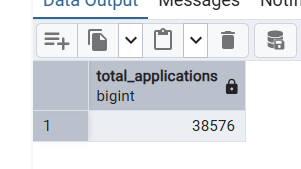 Data Output Messages
total_applications
bigint
1 38576